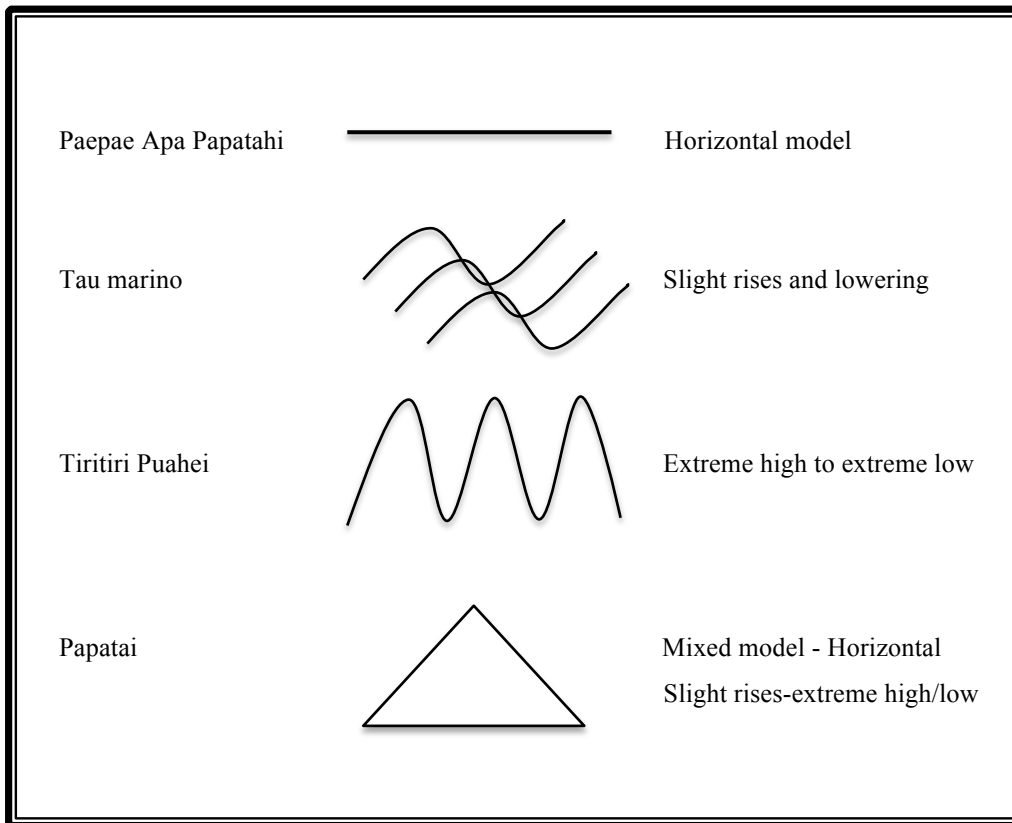 Paepae Apa Papatahi Horizontal model
Tau marino Slight rises and lowering
Tiritiri Puahei Extreme high to extreme low
Papatai Mixed model - Horizontal
Slight rises-extreme high/low